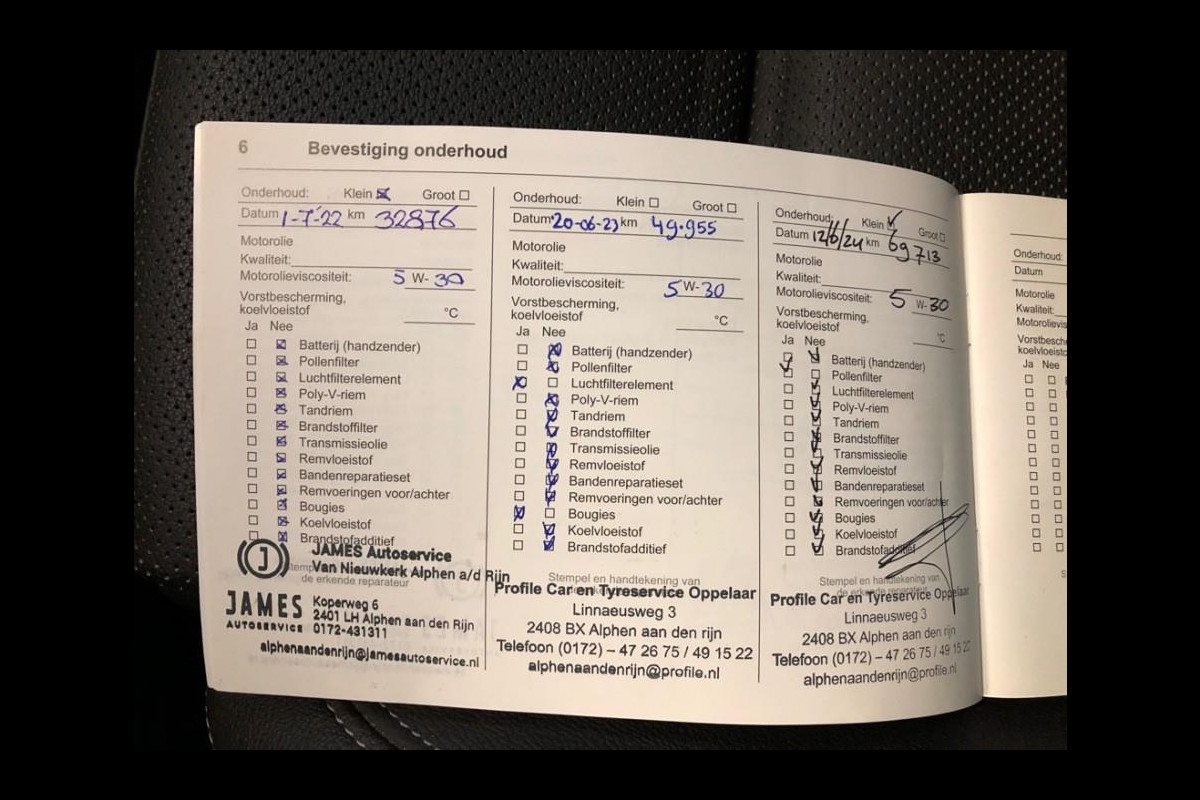 6 Bevestiging onderhoud
Onderhoud: Klein Groot
Datum 1-7-'22 km 32876
Motorolie
Kwaliteit:
Motorolieviscositeit: 5 W- 30
Vorstbescherming,
koelvloeistof °C
Ja Nee
Batterij (handzender)
Pollenfilter
Luchtfilterelement
Poly-V-riem
Tandriem
Brandstoffilter
Transmissieolie
Remvloeistof
Bandenreparatieset
Remvoeringen voor/achter
Bougies
Koelvloeistof
Brandstofadditief
de erkende reparateur
JAMES Autoservice
Van Nieuwkerk Alphen a/d Rijn
JAMES
AUTOSERVICE
Koperweg 6
2401 LH Alphen aan den Rijn
0172-431311
alphenaandenrijn@jamesautoservice.nl
Onderhoud: Klein Groot
Datum 20-06-23 km 49.955
Motorolie
Kwaliteit:
Motorolieviscositeit: 5 W-30
Vorstbescherming,
koelvloeistof °C
Ja Nee
Batterij (handzender)
Pollenfilter
Luchtfilterelement
Poly-V-riem
Tandriem
Brandstoffilter
Transmissieolie
Remvloeistof
Bandenreparatieset
Remvoeringen voor/achter
Bougies
Koelvloeistof
Brandstofadditief
Stempel en handtekening van
Profile Car en Tyreservice Oppelaar
Linnaeusweg 3
2408 BX Alphen aan den rijn
Telefoon (0172) – 47 26 75 / 49 15 22
alphenaandenrijn@profile.nl
Onderhoud: Klein Groot
Datum 12/6/24 km 69713
Motorolie
Kwaliteit:
Motorolieviscositeit: 5 W-30
Vorstbescherming,
koelvloeistof °C
Ja Nee
Batterij (handzender)
Pollenfilter
Luchtfilterelement
Poly-V-riem
Tandriem
Brandstoffilter
Transmissieolie
Remvloeistof
Bandenreparatieset
Remvoeringen voor/achter
Bougies
Koelvloeistof
Brandstofadditief
Stempel en handtekening van
de erkende reparateur
Profile Car en Tyreservice Oppelaar
Linnaeusweg 3
2408 BX Alphen aan den rijn
Telefoon (0172) – 47 26 75 / 49 15 22
alphenaandenrijn@profile.nl
Onderhoud:
Datum
Motorolie
Kwaliteit:
Ja Nee